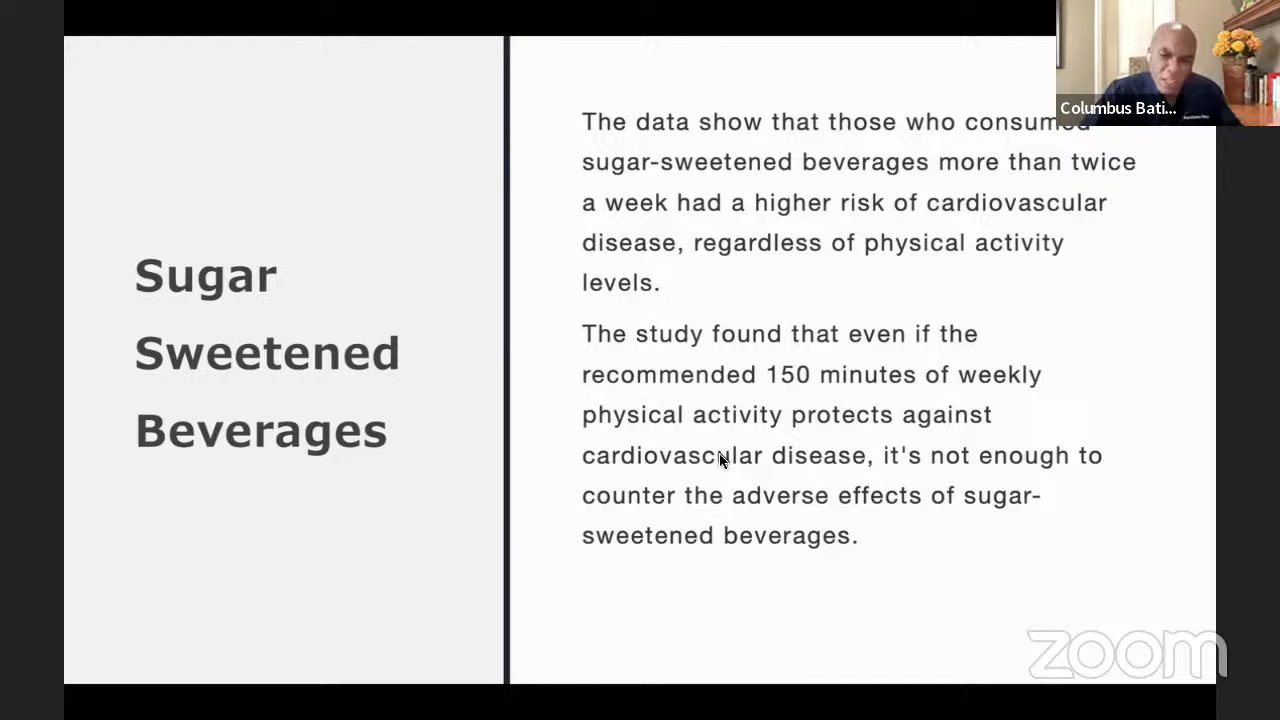 Sugar
Sweetened
Beverages
The data show that those who consumed
sugar-sweetened beverages more than twice
a week had a higher risk of cardiovascular
disease, regardless of physical activity
levels.
The study found that even if the
recommended 150 minutes of weekly
physical activity protects against
cardiovascular disease, it's not enough to
counter the adverse effects of sugar-
sweetened beverages.
Columbus Bati...
zoom